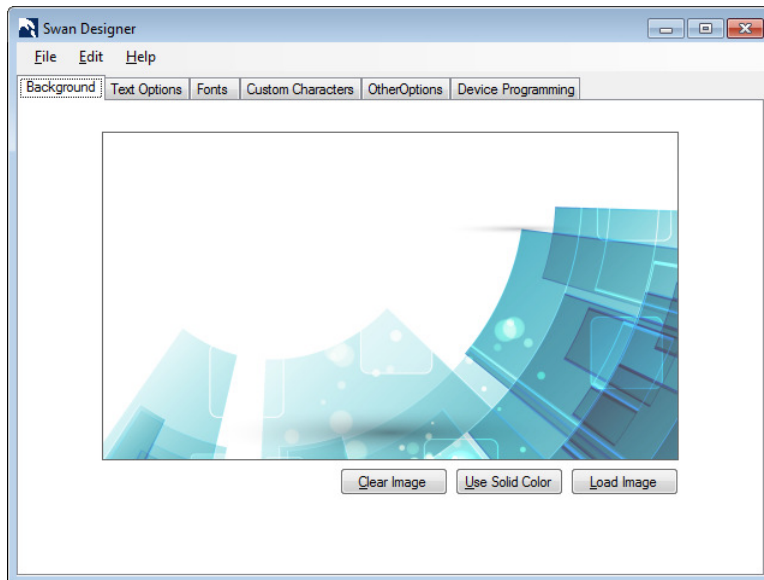 Swan Designer
File Edit Help
Background Text Options Fonts Custom Characters OtherOptions Device Programming
Clear Image Use Solid Color Load Image